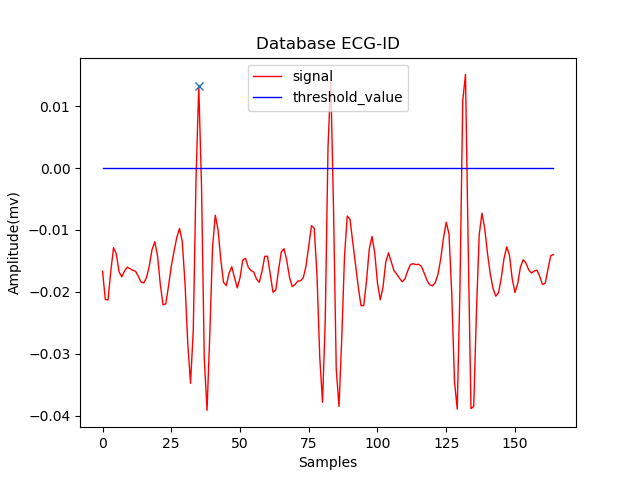 Database ECG-ID
signal
threshold_value
Amplitude(mv)
0.01
0.00
−0.01
−0.02
−0.03
−0.04
0 25 50 75 100 125 150
Samples